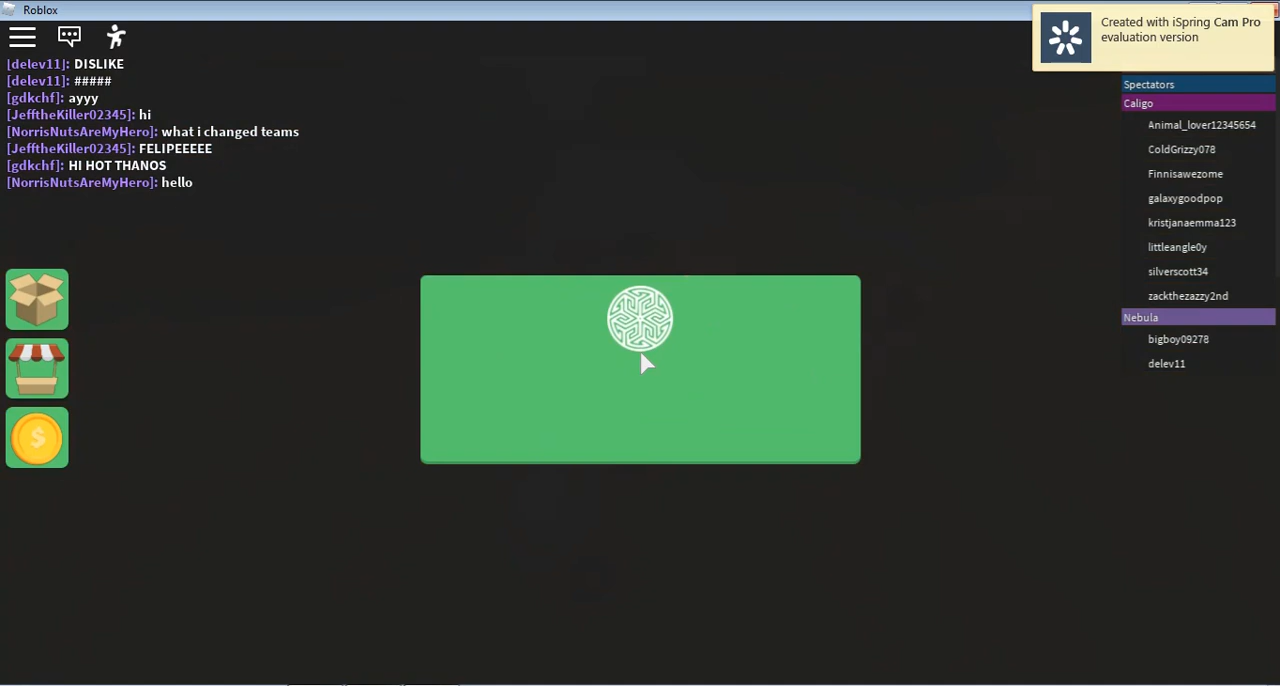 Roblox
Created with iSpring Cam Pro
evaluation version
[delev11]: DISLIKE
[delev11]: #####
[gdkchf]: ayyy
[JefftheKiller02345]: hi
[NorrisNutsAreMyHero]: what i changed teams
[JefftheKiller02345]: FELIPEEEEE
[gdkchf]: HI HOT THANOS
[NorrisNutsAreMyHero]: hello
Spectators
Caligo
Animal_lover12345654
ColdGrizzy078
Finnisawezome
galaxygoodpop
kristjanaemma123
littleangle0y
silverscott34
zackthezazzy2nd
Nebula
bigboy09278
delev11
$